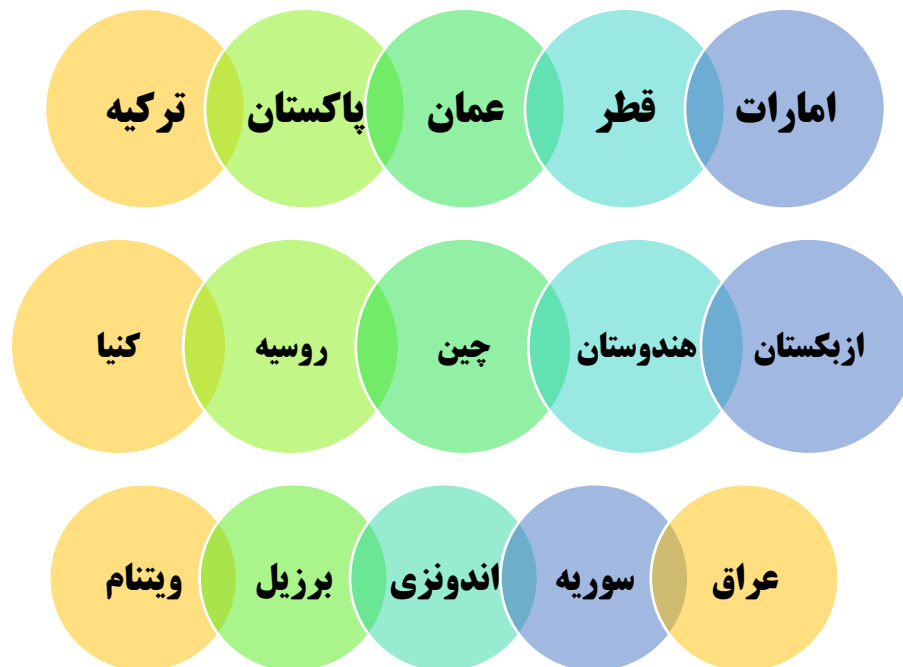 امارات قطر عمان پاکستان ترکیه
ازبکستان هندوستان چین روسیه کنیا
عراق سوریه اندونزی برزیل ویتنام